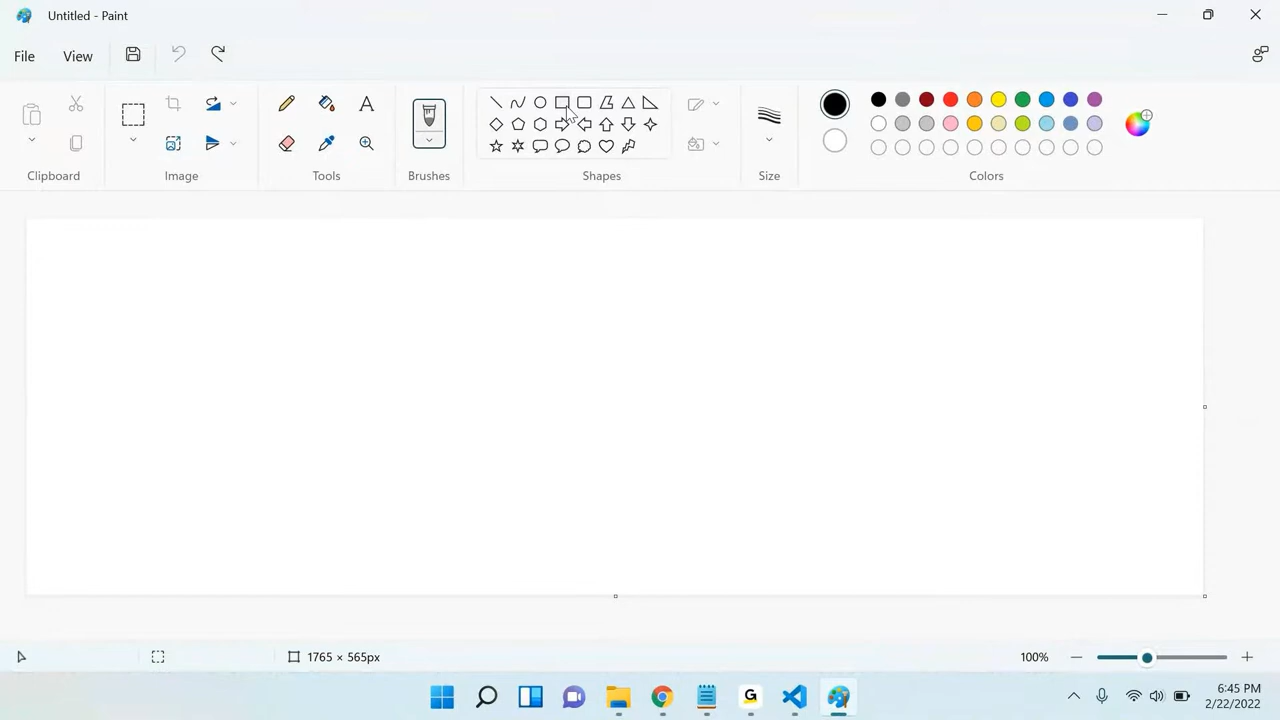 Untitled - Paint
File View
A
Clipboard Image Tools Brushes Shapes Size Colors
1765 × 565px 100%
G
6:45 PM
2/22/2022